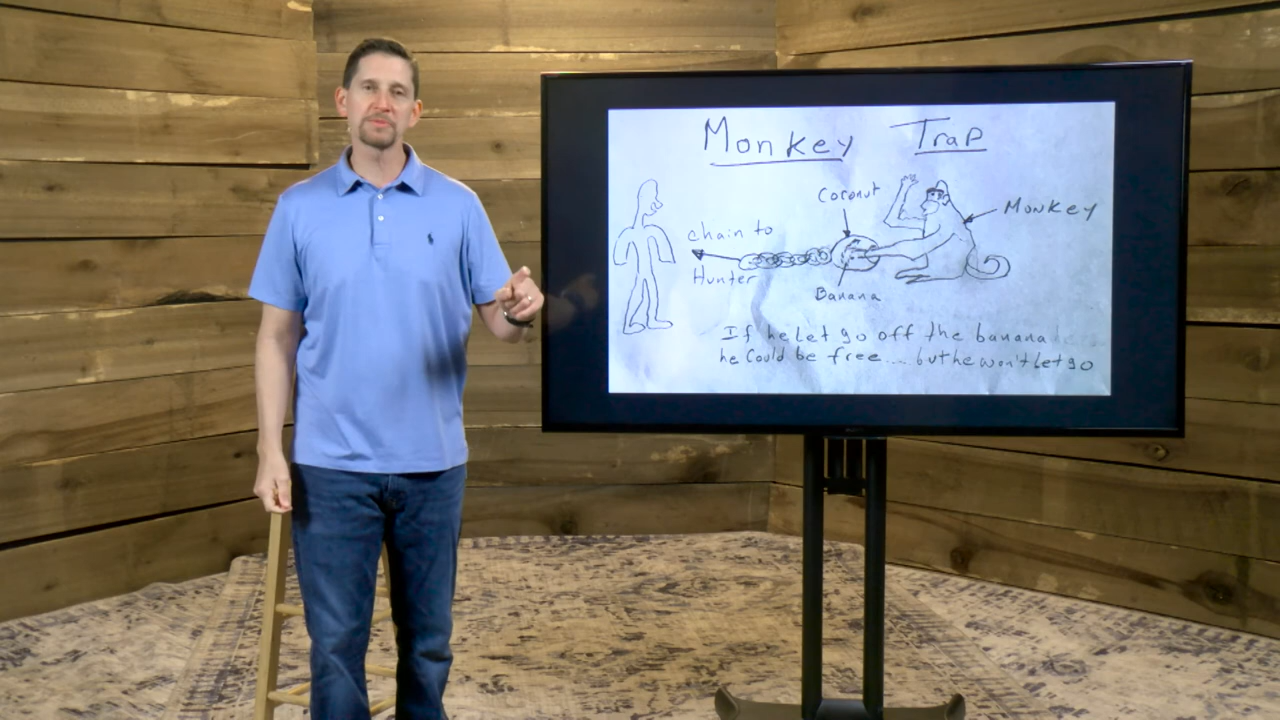 Monkey Trap
Coconut
Monkey
chain to
Hunter
Banana
If he Let go off the banana
he Could be free.... but he won't Let go